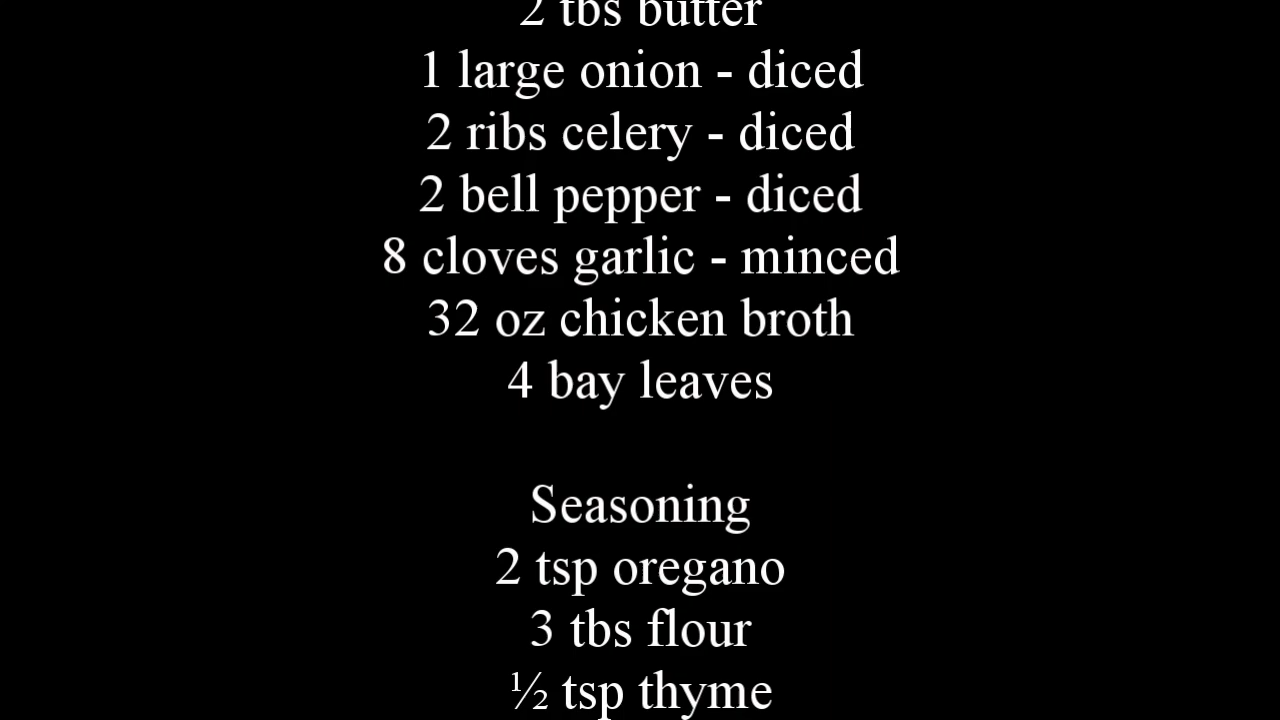 2 tbs butter
1 large onion - diced
2 ribs celery - diced
2 bell pepper - diced
8 cloves garlic - minced
32 oz chicken broth
4 bay leaves
Seasoning
2 tsp oregano
3 tbs flour
½ tsp thyme